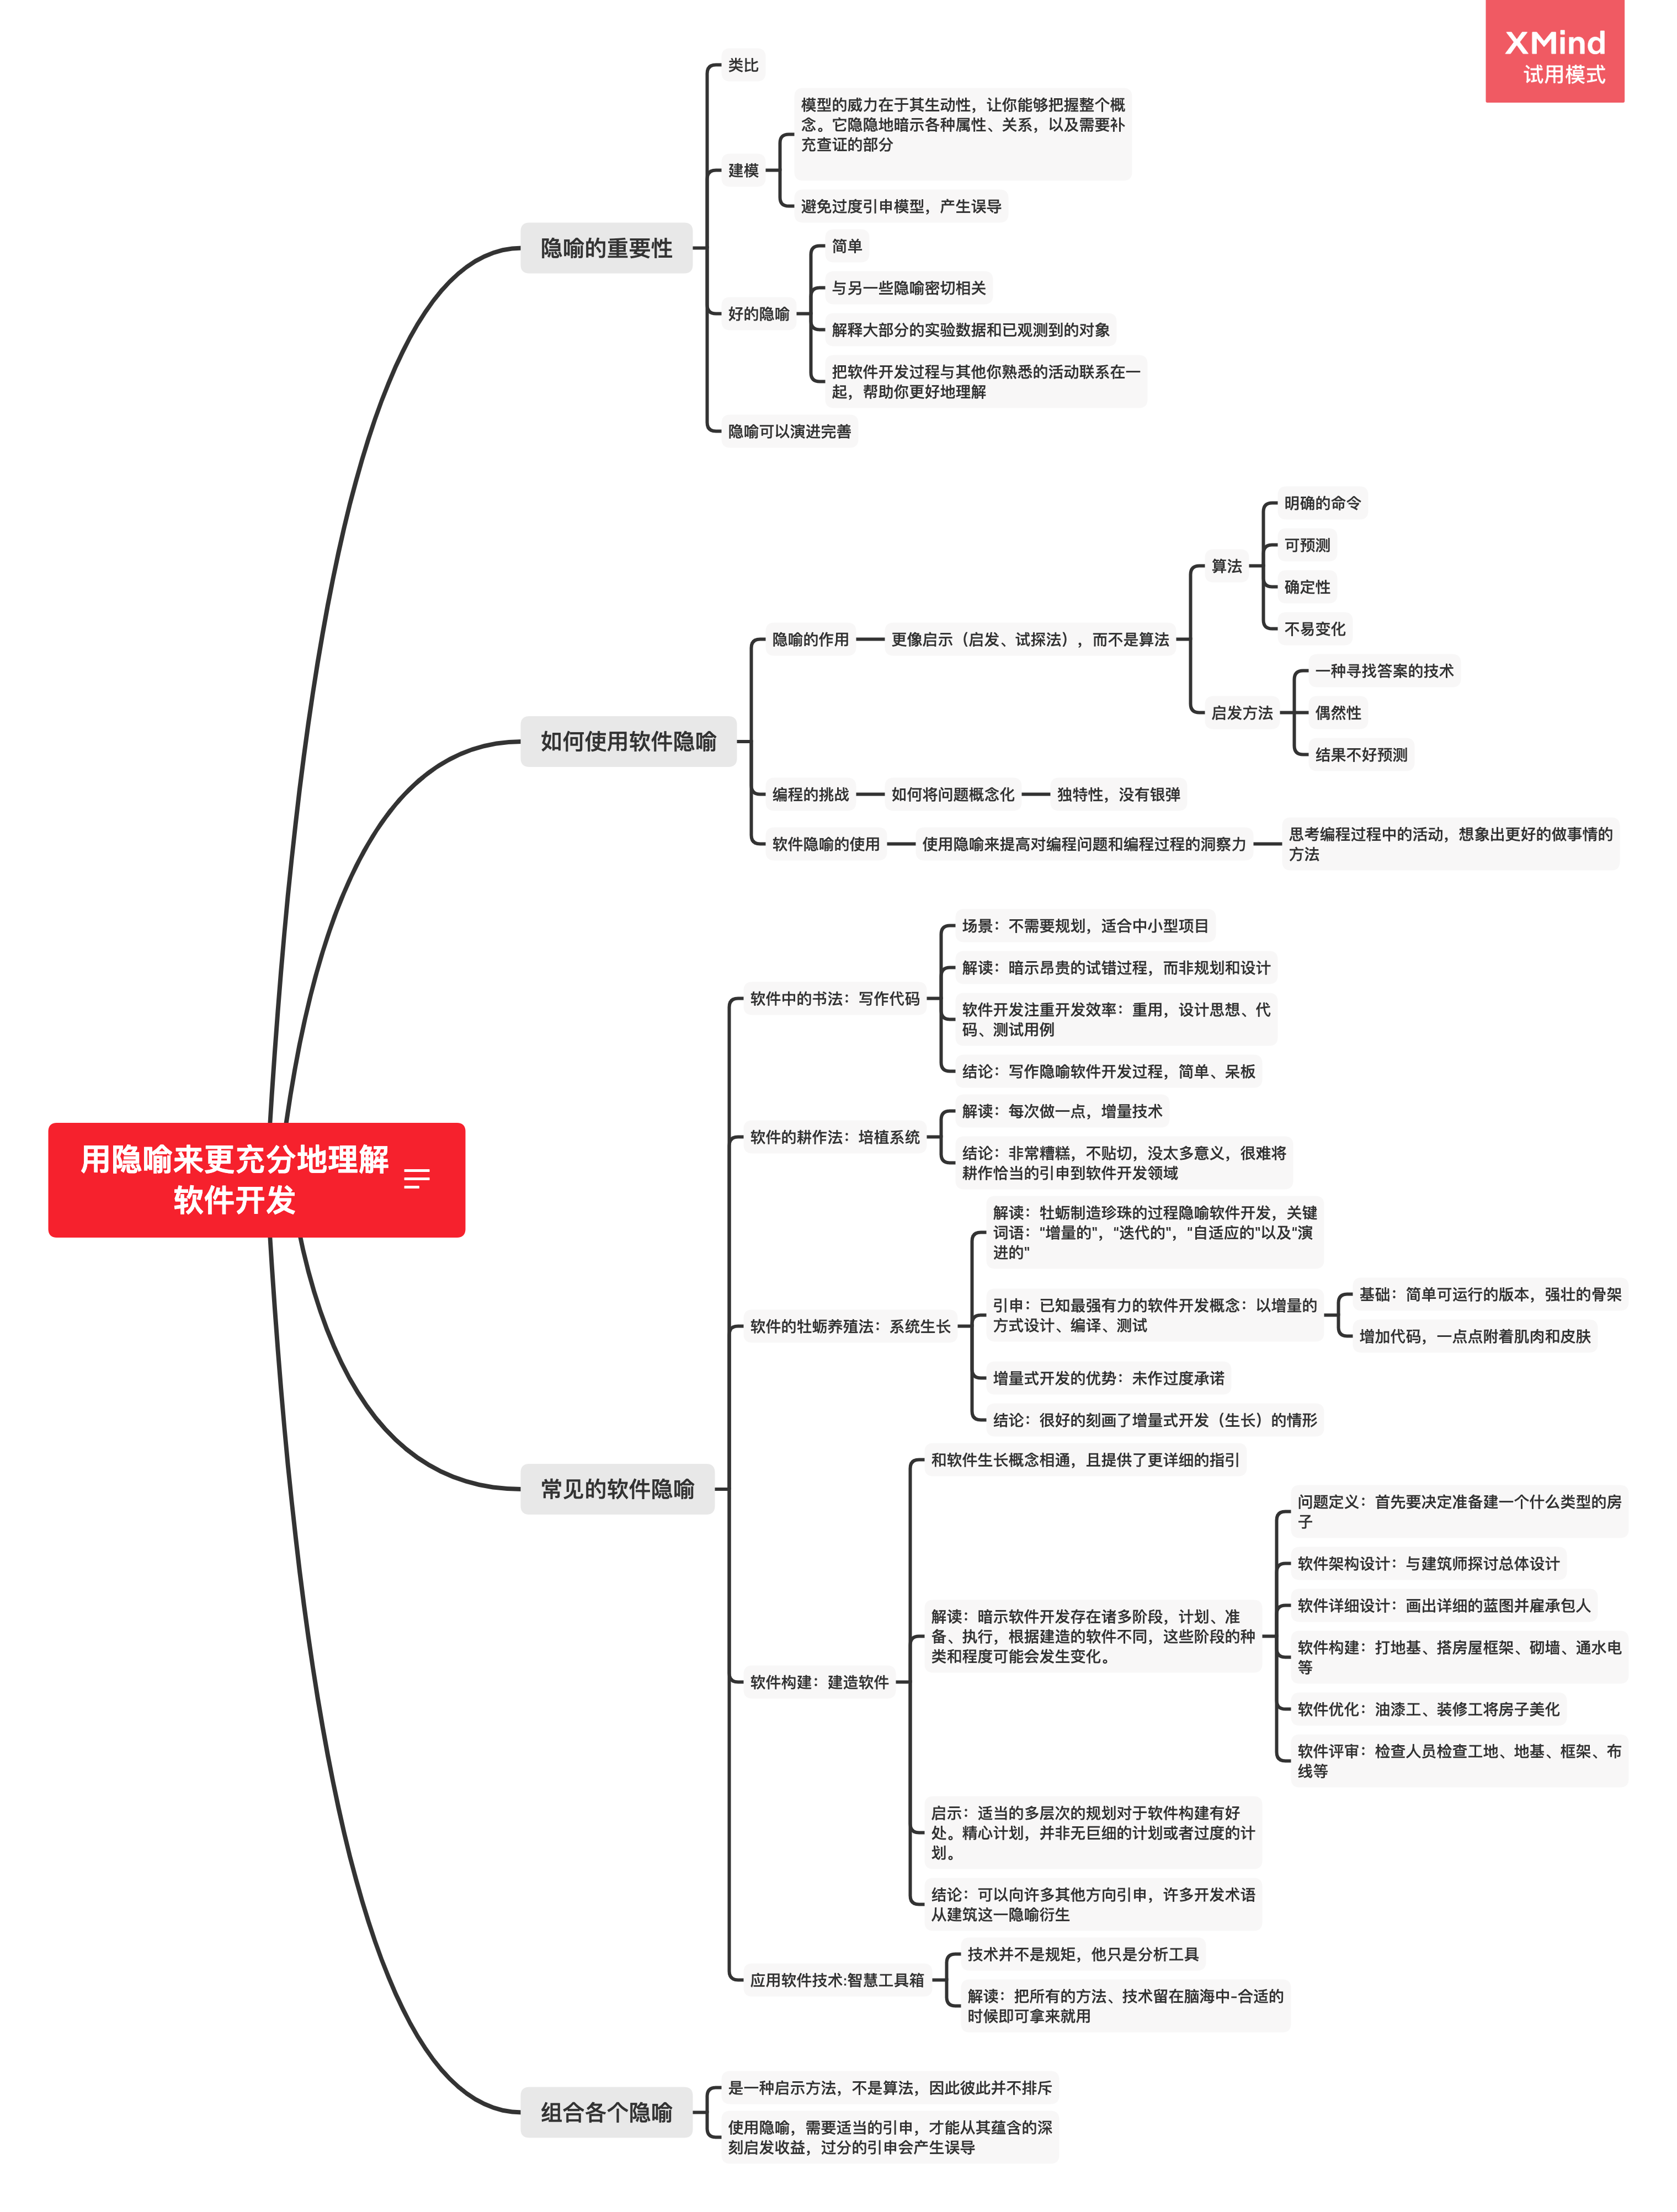 XMind
试用模式
用隐喻来更充分地理解
软件开发
隐喻的重要性
类比
建模
模型的威力在于其生动性，让你能够把握整个概
念。它隐隐地暗示各种属性、关系，以及需要补
充查证的部分
避免过度引申模型，产生误导
好的隐喻
简单
与另一些隐喻密切相关
解释大部分的实验数据和已观测到的对象
把软件开发过程与其他你熟悉的活动联系在一
起，帮助你更好地理解
隐喻可以演进完善
如何使用软件隐喻
隐喻的作用
更像启示（启发、试探法），而不是算法
算法
明确的命令
可预测
确定性
不易变化
启发方法
一种寻找答案的技术
偶然性
结果不好预测
编程的挑战
如何将问题概念化
独特性，没有银弹
软件隐喻的使用
使用隐喻来提高对编程问题和编程过程的洞察力
思考编程过程中的活动，想象出更好的做事情的
方法
常见的软件隐喻
软件中的书法：写作代码
场景：不需要规划，适合中小型项目
解读：暗示昂贵的试错过程，而非规划和设计
软件开发注重开发效率：重用，设计思想、代
码、测试用例
结论：写作隐喻软件开发过程，简单、呆板
软件的耕作法：培植系统
解读：每次做一点，增量技术
结论：非常糟糕，不贴切，没太多意义，很难将
耕作恰当的引申到软件开发领域
软件的牡蛎养殖法：系统生长
解读：牡蛎制造珍珠的过程隐喻软件开发，关键
词语："增量的"，"迭代的"，"自适应的"以及"演
进的"
引申：已知最强有力的软件开发概念：以增量的
方式设计、编译、测试
基础：简单可运行的版本，强壮的骨架
增加代码，一点点附着肌肉和皮肤
增量式开发的优势：未作过度承诺
结论：很好的刻画了增量式开发（生长）的情形
软件构建：建造软件
和软件生长概念相通，且提供了更详细的指引
解读：暗示软件开发存在诸多阶段，计划、准
备、执行，根据建造的软件不同，这些阶段的种
类和程度可能会发生变化。
问题定义：首先要决定准备建一个什么类型的房
子
软件架构设计：与建筑师探讨总体设计
软件详细设计：画出详细的蓝图并雇承包人
软件构建：打地基、搭房屋框架、砌墙、通水电
等
软件优化：油漆工、装修工将房子美化
软件评审：检查人员检查工地、地基、框架、布
线等
启示：适当的多层次的规划对于软件构建有好
处。精心计划，并非无巨细的计划或者过度的计
划。
结论：可以向许多其他方向引申，许多开发术语
从建筑这一隐喻衍生
应用软件技术:智慧工具箱
技术并不是规矩，他只是分析工具
解读：把所有的方法、技术留在脑海中-合适的
时候即可拿来就用
组合各个隐喻
是一种启示方法，不是算法，因此彼此并不排斥
使用隐喻，需要适当的引申，才能从其蕴含的深
刻启发收益，过分的引申会产生误导